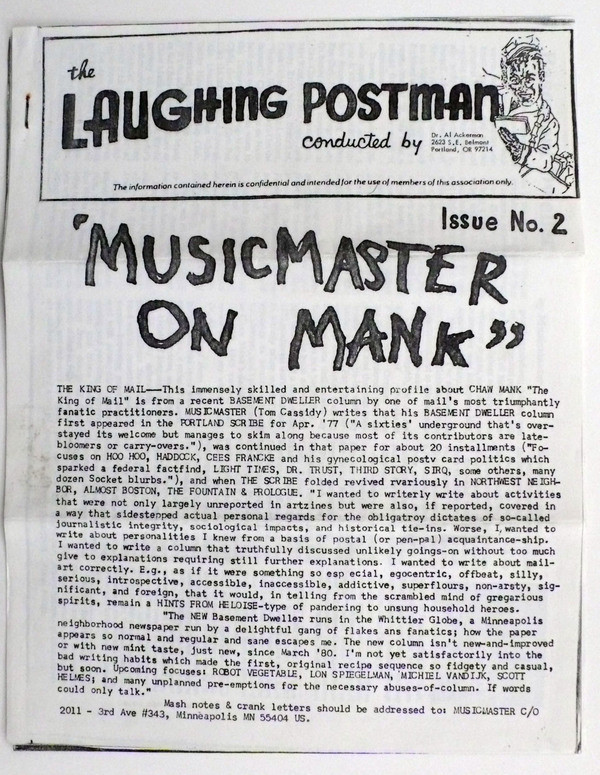 the
LAUGHING POSTMAN
conducted by
Dr. Al Ackerman
2623 S.E. Belmont
Portland, OR 97214
The information contained herein is confidential and intended for the use of members of this association only.
Issue No. 2
"MUSICMASTER
ON MANK"
THE KING OF MAIL——This immensely skilled and entertaining profile about CHAW MANK "The
King of Mail" is from a recent BASEMENT DWELLER column by one of mail's most triumphantly
fanatic practitioners. MUSICMASTER (Tom Cassidy) writes that his BASEMENT DWELLER column
first appeared in the PORTLAND SCRIBE for Apr. '77 ("A sixties' underground that's over-
stayed its welcome but manages to skim along because most of its contributors are late-
bloomers or carry-overs."), was continued in that paper for about 20 installments ("Fo-
cuses on HOO HOO, HADDOCK, CEES FRANCKE and his gynecological postv card politics which
sparked a federal factfind, LIGHT TIMES, DR. TRUST, THIRD STORY, SIRQ, some others, many
dozen Socket blurbs."), and when THE SCRIBE folded revived rvariously in NORTHWEST NEIGH-
BOR, ALMOST BOSTON, THE FOUNTAIN & PROLOGUE. "I wanted to writerly write about activities
that were not only largely unreported in artzines but were also, if reported, covered in
a way that sidestepped actual personal regards for the obligatroy dictates of so-called
journalistic integrity, sociological impacts, and historical tie-ins. Worse, I wanted to
write about personalities I knew from a basis of postal (or pen-pal) acquaintance-ship.
I wanted to write a column that truthfully discussed unlikely goings-on without too much
give to explanations requiring still further explanations. I wanted to write about mail-
art correctly. E.g., as if it were something so esp ecial, egocentric, offbeat, silly,
serious, introspective, accessible, inaccessible, addictive, superflours, non-arsty, sig-
nificant, and foreign, that it would, in telling from the scrambled mind of gregarious
spirits, remain a HINTS FROM HELOISE-type of pandering to unsung household heroes.
"The NEW Basement Dweller runs in the Whittier Globe, a Minneapolis
neighborhood newspaper run by a delightful gang of flakes ans fanatics; how the paper
appears so normal and regular and sane escapes me. The new column isn't new-and-improved
or with new mint taste, just new, since March '80. I'm not yet satisfactorily into the
bad writing habits which made the first, original recipe sequence so fidgety and casual,
but soon. Upcoming focuses: ROBOT VEGETABLE, LON SPIEGELMAN, MICHIEL VANDIJK, SCOTT
HELMES; and many unplanned pre-emptions for the necessary abuses-of-column. If words
could only talk."
Mash notes & crank letters should be addressed to: MUSICMASTER C/O
2011 - 3rd Ave #343, Minneapolis MN 55404 US.